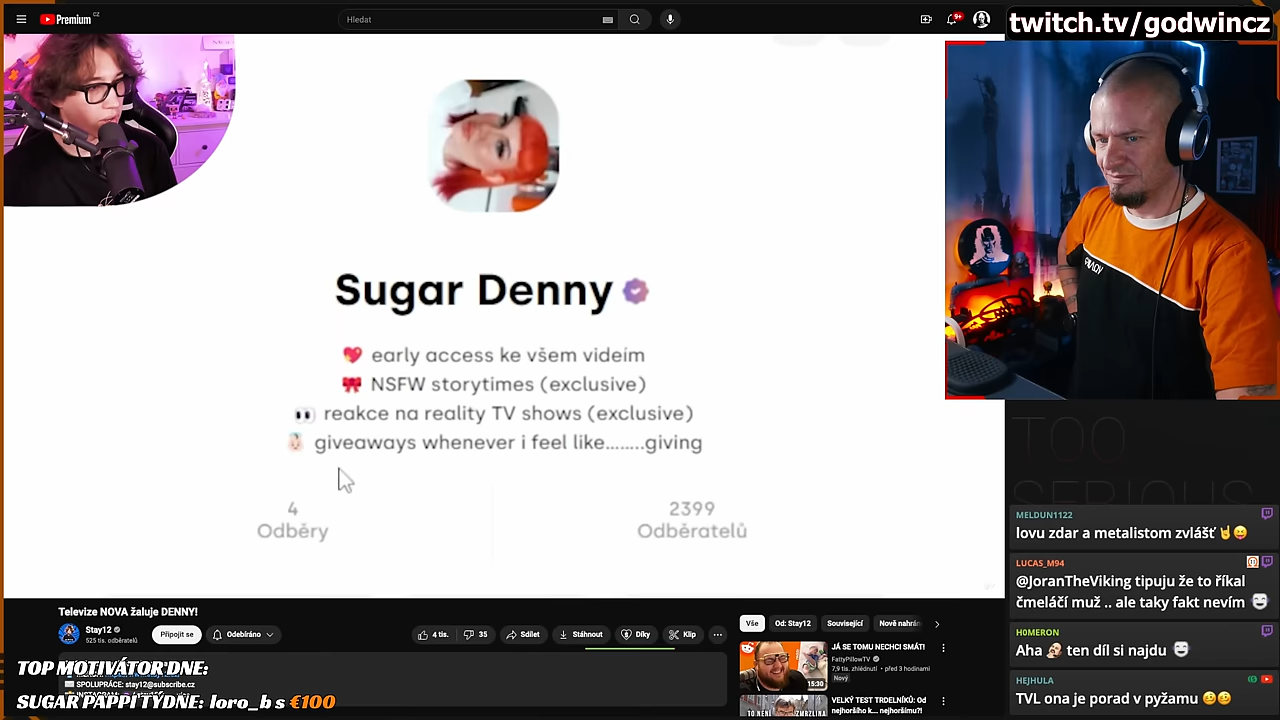 Premium CZ
Hledat
9+
twitch.tv/godwincz
Sugar Denny
early access ke všem videím
NSFW storytimes (exclusive)
reakce na reality TV shows (exclusive)
giveaways whenever i feel like........giving
4
Odběry
2399
Odběratelů
TOO
SERIOUS
MELDUN1122
lovu zdar a metalistom zvlášť 🤘😝
LUCAS_M94
@JoranTheViking tipuju že to říkal
čmeláčí muž .. ale taky fakt nevím
H0MERON
Aha 🤌 ten díl si najdu
HEJHULA
TVL ona je porad v pyžamu
Televize NOVA žaluje DENNY!
Stay12
525 tis. odběratelů
Připojit se
Odebíráno
4 tis.
35
Sdílet
Stáhnout
Díky
Klip
SPOLUPRÁCE: stay12@subscribe.cz
TOP MOTIVÁTOR DNE:
SUGAR PAPPI TÝDNE: loro_b s €100
Vše
Od: Stay12
Související
Nově nahrán
JÁ SE TOMU NECHCI SMÁT!
FattyPillowTV
7,9 tis. zhlédnutí • před 3 hodinami
Nový
15:30
VELKÝ TEST TRDELNÍKŮ: Od
nejhoršího k... nejhoršímu?!